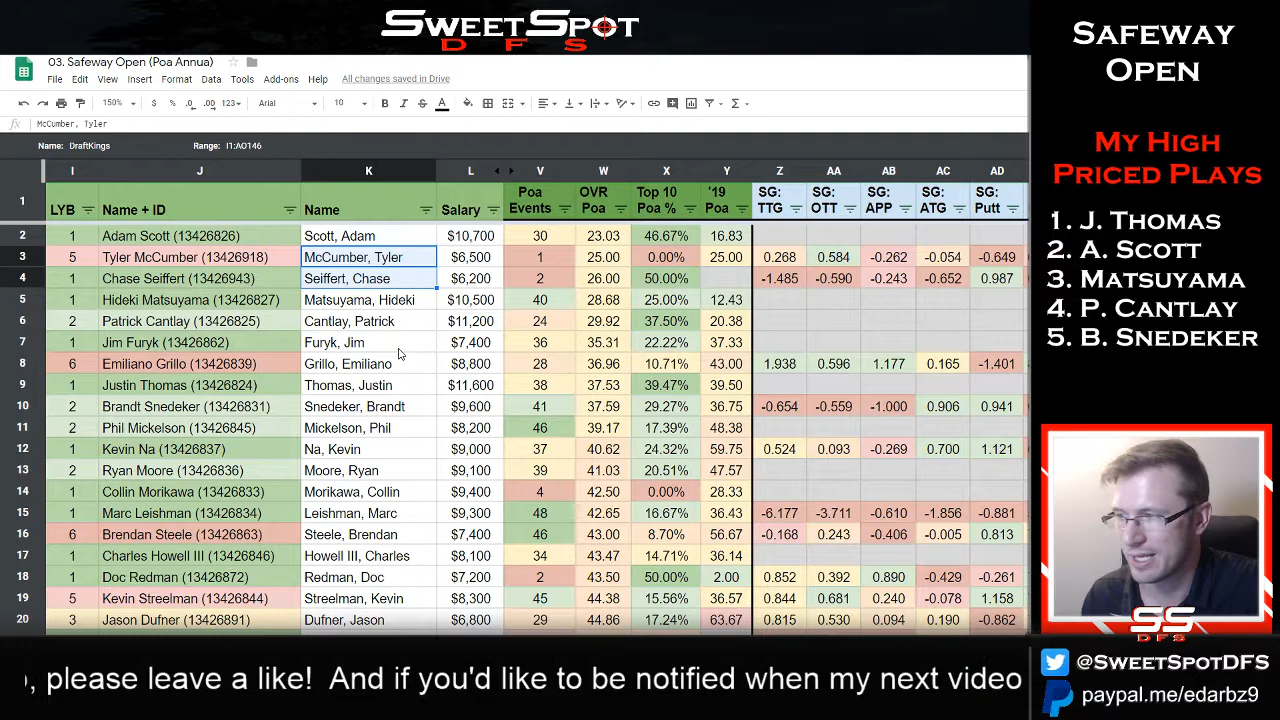 SWEETSPOT
DFS
03. Safeway Open (Poa Annua)
File Edit View Insert Format Data Tools Add-ons Help All changes saved in Drive
150% $ % .0 .00 123 Arial 10 B I S A
fx McCumber, Tyler
Name: DraftKings Range: I1:AO146
I J K L V W X Y Z AA AB AC AD
1 LYB Name + ID Name Salary Poa Events OVR Poa Top 10 Poa % '19 Poa SG: TTG SG: OTT SG: APP SG: ATG SG: Putt
2 1 Adam Scott (13426826) Scott, Adam $10,700 30 23.03 46.67% 16.83
3 5 Tyler McCumber (13426918) McCumber, Tyler $6,500 1 25.00 0.00% 25.00 0.268 0.584 -0.262 -0.054 -0.649
4 1 Chase Seiffert (13426943) Seiffert, Chase $6,200 2 26.00 50.00% -1.485 -0.590 -0.243 -0.652 0.987
5 1 Hideki Matsuyama (13426827) Matsuyama, Hideki $10,500 40 28.68 25.00% 12.43
6 2 Patrick Cantlay (13426825) Cantlay, Patrick $11,200 24 29.92 37.50% 20.38
7 1 Jim Furyk (13426862) Furyk, Jim $7,400 36 35.31 22.22% 37.33
8 6 Emiliano Grillo (13426839) Grillo, Emiliano $8,800 28 36.96 10.71% 43.00 1.938 0.596 1.177 0.165 -1.401
9 1 Justin Thomas (13426824) Thomas, Justin $11,600 38 37.53 39.47% 39.50
10 2 Brandt Snedeker (13426831) Snedeker, Brandt $9,600 41 37.59 29.27% 36.75 -0.654 -0.559 -1.000 0.906 0.941
11 2 Phil Mickelson (13426845) Mickelson, Phil $8,200 46 39.17 17.39% 48.38
12 1 Kevin Na (13426837) Na, Kevin $9,000 37 40.62 24.32% 59.75 0.524 0.093 -0.269 0.700 1.121
13 2 Ryan Moore (13426836) Moore, Ryan $9,100 39 41.03 20.51% 47.57
14 1 Collin Morikawa (13426833) Morikawa, Collin $9,400 4 42.50 0.00% 28.33
15 1 Marc Leishman (13426834) Leishman, Marc $9,300 48 42.65 16.67% 36.43 -6.177 -3.711 -0.610 -1.856 -0.881
16 6 Brendan Steele (13426863) Steele, Brendan $7,400 46 43.00 8.70% 56.67 -0.168 0.243 -0.406 -0.005 0.813
17 1 Charles Howell III (13426846) Howell III, Charles $8,100 34 43.47 14.71% 36.14
18 1 Doc Redman (13426872) Redman, Doc $7,200 2 43.50 50.00% 2.00 0.852 0.392 0.890 -0.429 -0.261
19 5 Kevin Streelman (13426844) Streelman, Kevin $8,300 45 44.38 15.56% 36.57 0.844 0.681 0.240 -0.078 1.158
20 3 Jason Dufner (13426891) Dufner, Jason $6,800 29 44.86 17.24% 63.67 0.815 0.530 0.094 0.190 -0.862
, please leave a like! And if you'd like to be notified when my next video
SAFEWAY
OPEN
MY HIGH
PRICED PLAYS
1. J. THOMAS
2. A. SCOTT
3. MATSUYAMA
4. P. CANTLAY
5. B. SNEDEKER
SS
DFS
@SWEETSPOTDFS
paypal.me/edarbz9